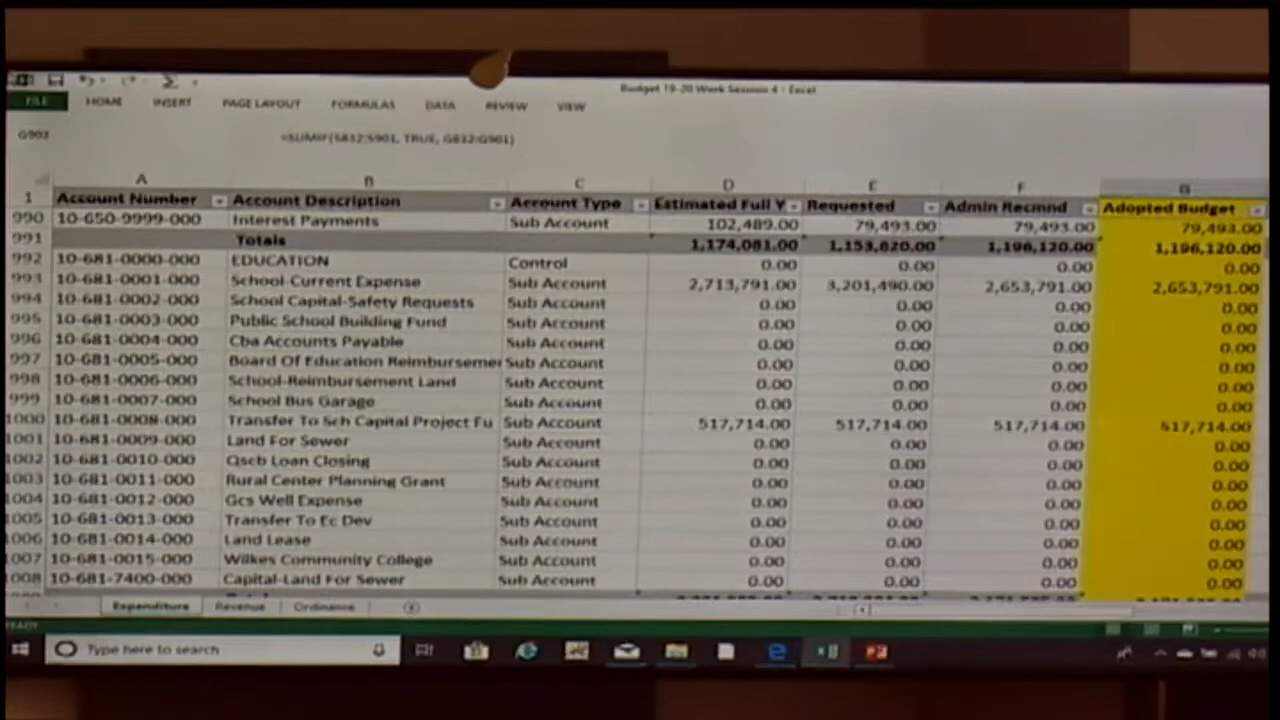 Budget 19-20 Work Session 4 - Excel
FILE HOME INSERT PAGE LAYOUT FORMULAS DATA REVIEW VIEW
G902 =SUMIF(S832:S901, TRUE, G832:G901)
A B C D E F G
1 Account Number Account Description Account Type Estimated Full Y Requested Admin Recmnd Adopted Budget
990 10-650-9999-000 Interest Payments Sub Account 102,489.00 79,493.00 79,493.00 79,493.00
991 Totals 1,174,081.00 1,153,620.00 1,196,120.00 1,196,120.00
992 10-681-0000-000 EDUCATION Control 0.00 0.00 0.00 0.00
993 10-681-0001-000 School-Current Expense Sub Account 2,713,791.00 3,201,490.00 2,653,791.00 2,653,791.00
994 10-681-0002-000 School Capital-Safety Requests Sub Account 0.00 0.00 0.00 0.00
995 10-681-0003-000 Public School Building Fund Sub Account 0.00 0.00 0.00 0.00
996 10-681-0004-000 Cba Accounts Payable Sub Account 0.00 0.00 0.00 0.00
997 10-681-0005-000 Board Of Education Reimbursemer Sub Account 0.00 0.00 0.00 0.00
998 10-681-0006-000 School-Reimbursement Land Sub Account 0.00 0.00 0.00 0.00
999 10-681-0007-000 School Bus Garage Sub Account 0.00 0.00 0.00 0.00
1000 10-681-0008-000 Transfer To Sch Capital Project Fu Sub Account 517,714.00 517,714.00 517,714.00 517,714.00
1001 10-681-0009-000 Land For Sewer Sub Account 0.00 0.00 0.00 0.00
1002 10-681-0010-000 Qscb Loan Closing Sub Account 0.00 0.00 0.00 0.00
1003 10-681-0011-000 Rural Center Planning Grant Sub Account 0.00 0.00 0.00 0.00
1004 10-681-0012-000 Gcs Well Expense Sub Account 0.00 0.00 0.00 0.00
1005 10-681-0013-000 Transfer To Ec Dev Sub Account 0.00 0.00 0.00 0.00
1006 10-681-0014-000 Land Lease Sub Account 0.00 0.00 0.00 0.00
1007 10-681-0015-000 Wilkes Community College Sub Account 0.00 0.00 0.00 0.00
1008 10-681-7400-000 Capital-Land For Sewer Sub Account 0.00 0.00 0.00 0.00
Expenditure Revenue Ordinance
READY
Type here to search